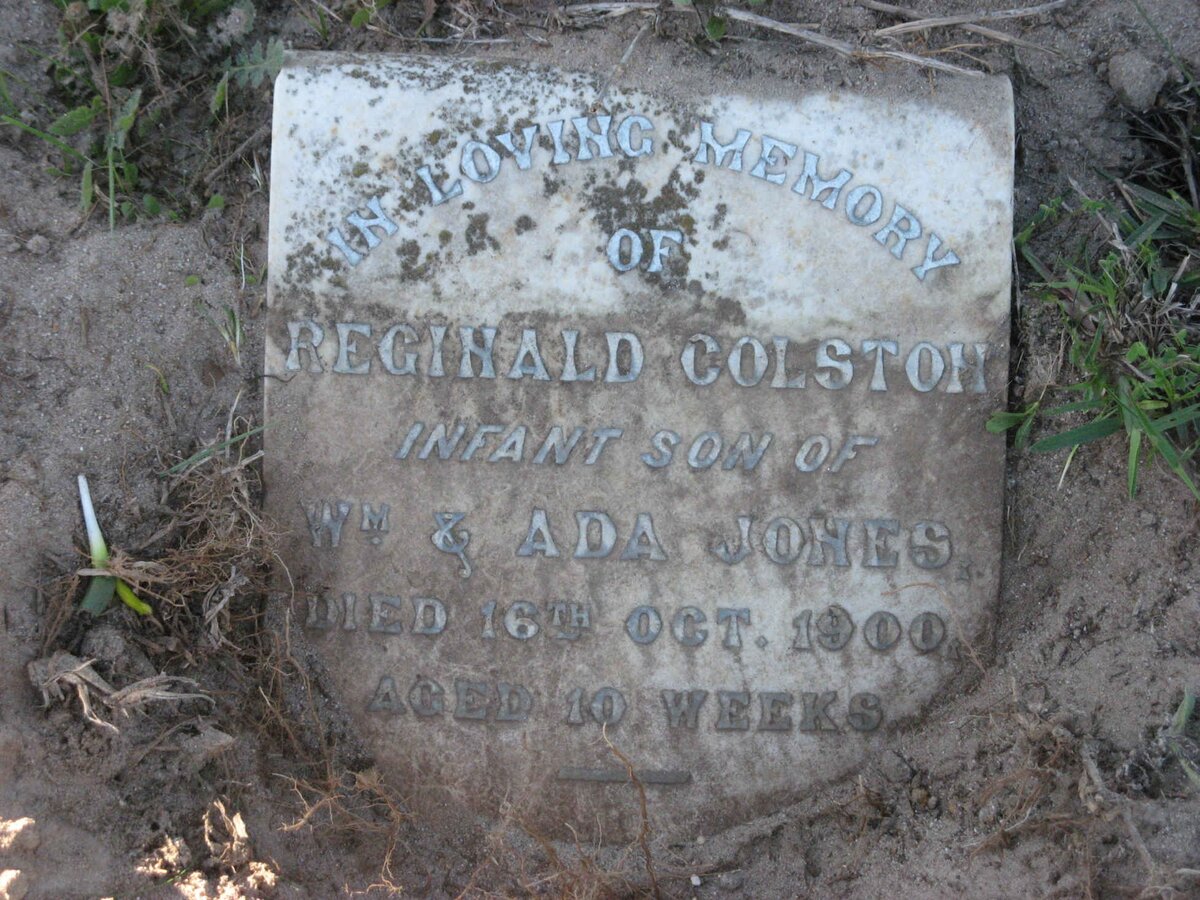 IN LOVING MEMORY
OF
REGINALD COLSTON
INFANT SON OF
WM & ADA JONES.
DIED 16TH OCT. 1900.
AGED 10 WEEKS